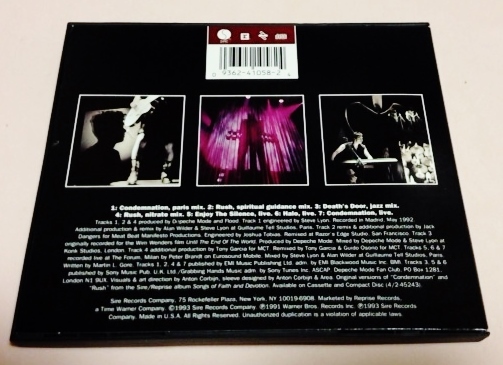 9362-41058-2
1: Condemnation, paris mix. 2: Rush, spiritual guidance mix. 3: Death's Door, jazz mix.
4: Rush, nitrate mix. 5: Enjoy The Silence, live. 6: Halo, live. 7: Condemnation, live.
Tracks 1, 2 & 4 produced by Depeche Mode and Flood. Track 1 engineered by Steve Lyon. Recorded in Madrid, May 1992
Additional production & remix by Alan Wilder & Steve Lyon at Guillaume Tell Studios, Paris. Track 2 remix & additional production by Jack
Dangers for Meat Beat Manifesto Productions. Engineered by Joshua Tobias. Remixed at Razor's Edge Studio. San Francisco. Track 3
originally recorded for the Wim Wenders film Until The End Of The World. Produced by Depeche Mode. Mixed by Depeche Mode & Steve Lyon at
Konk Studios, London. Track 4 additional production by Tony Garcia for MCT. Remixed by Tony Garcia & Guido Osorio for MCT. Tracks 5, 6 & 7
recorded live at The Forum, Milan by Peter Brandt on Eurosound Mobile. Mixed by Steve Lyon & Alan Wilder at Guillaume Tell Studios, Paris.
Written by Martin L. Gore. Tracks 1, 2, 4 & 7 published by EMI Music Publishing Ltd. adm. by EMI Blackwood Music Inc. BMI. Tracks 3, 5 & 6
published by Sony Music Pub. U.K. Ltd./Grabbing Hands Music adm. by Sony Tunes Inc. ASCAP. Depeche Mode Fan Club. PO Box 1281,
London N1 9UX. Visuals & art direction by Anton Corbijn, sleeve designed by Anton Corbijn & Area. Original versions of "Condemnation" and
"Rush" from the Sire/Reprise album Songs of Faith and Devotion. Available on Cassette and Compact Disc (4/2-45243).
Sire Records Company, 75 Rockefeller Plaza, New York, NY 10019-6908. Marketed by Reprise Records,
a Time Warner Company. ©1993 Sire Records Company ℗1991 Warner Bros. Records Inc. & ℗1993 Sire Records Company.
Made in U.S.A. All Rights Reserved. Unauthorized duplication is a violation of applicable laws.